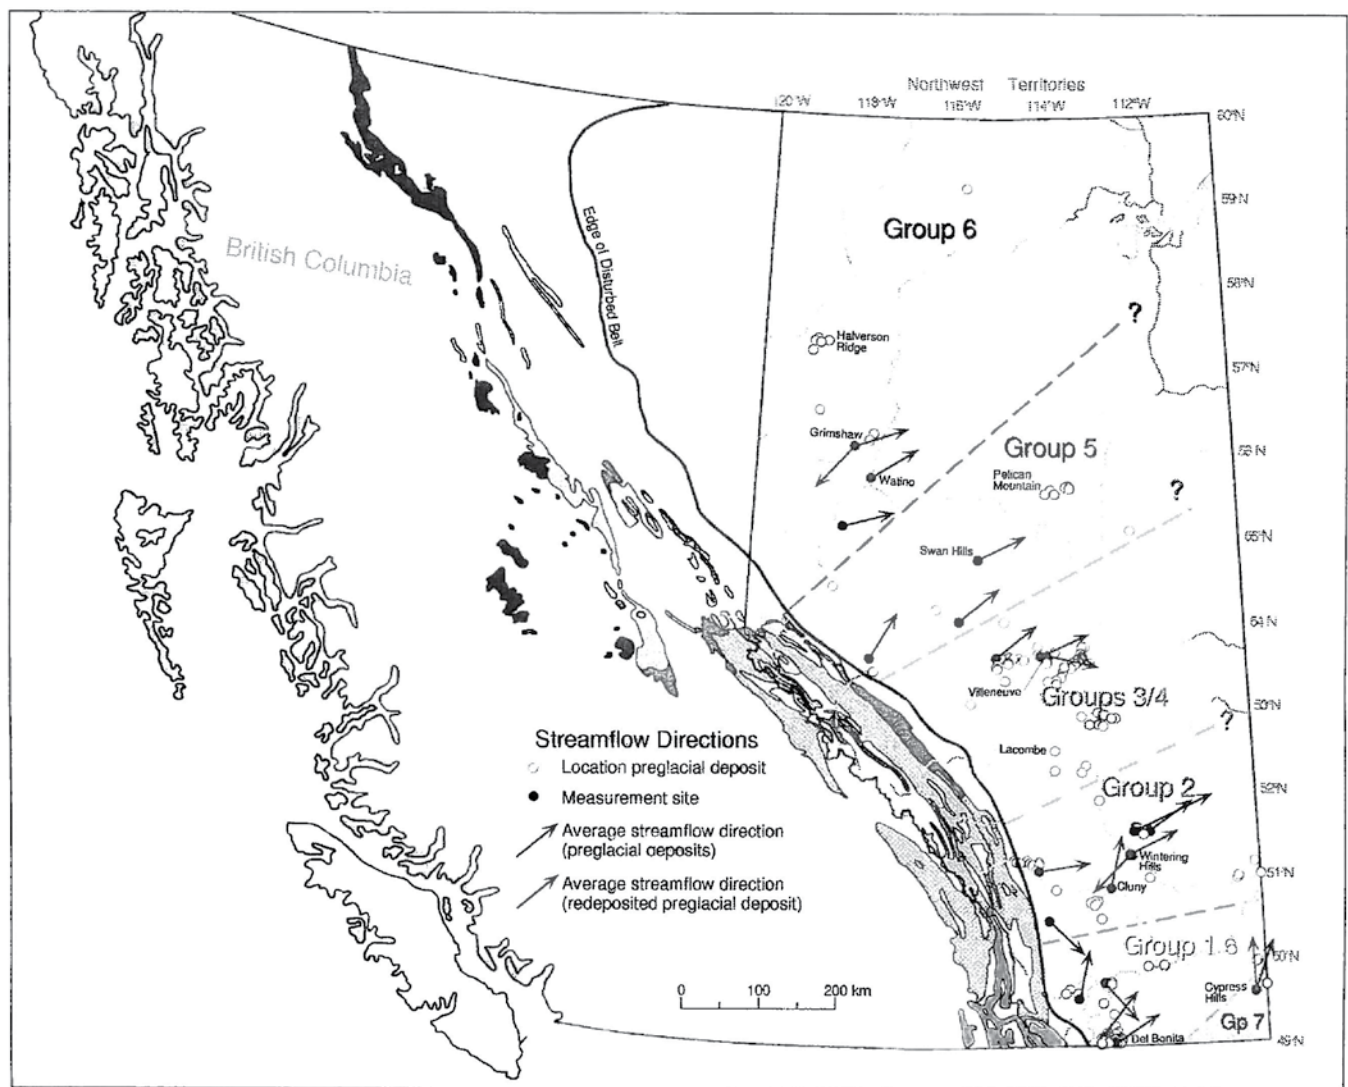 Northwest Territories
120°W 118°W 116°W 114°W 112°W
60°N
59°N
Group 6
British Columbia
Edge of Disturbed Belt
58°N
?
Halverson
Ridge
57°N
Grimshaw
Group 5
56°N
Watino
Pelican
Mountain
?
Swan Hills
55°N
54°N
Villeneuve
Groups 3/4
53°N
?
Streamflow Directions
Lacombe
Location preglacial deposit
Group 2
52°N
Measurement site
Average streamflow direction
(preglacial deposits)
Wintering
Hills
51°N
Cluny
Average streamflow direction
(redeposited preglacial deposit)
Group 1.6
50°N
Cypress
Hills
0 100 200 km
Gp 7
Del Bonita
49°N